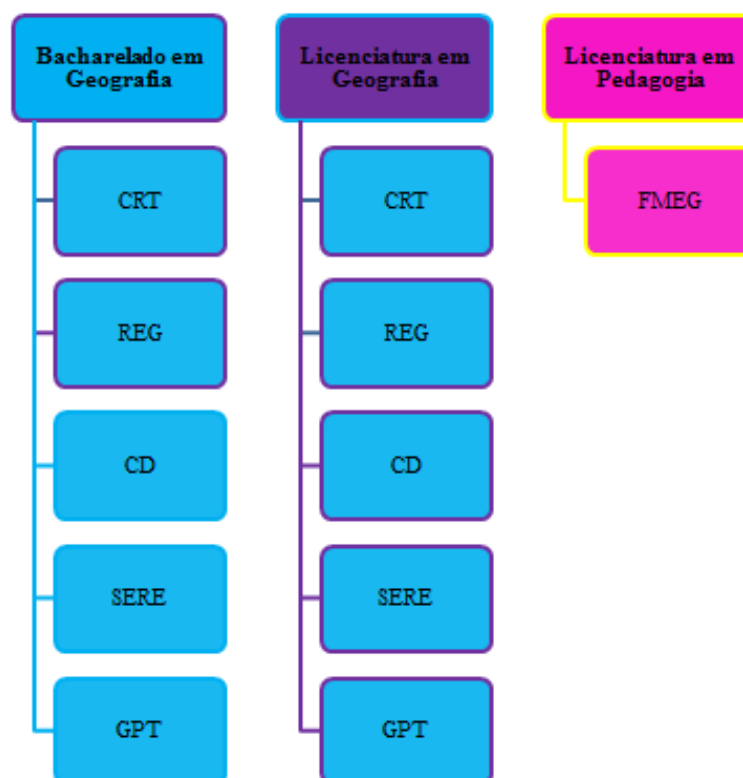 Bacharelado em
Geografia
CRT
REG
CD
SERE
GPT
Licenciatura em
Geografia
CRT
REG
CD
SERE
GPT
Licenciatura em
Pedagogia
FMEG